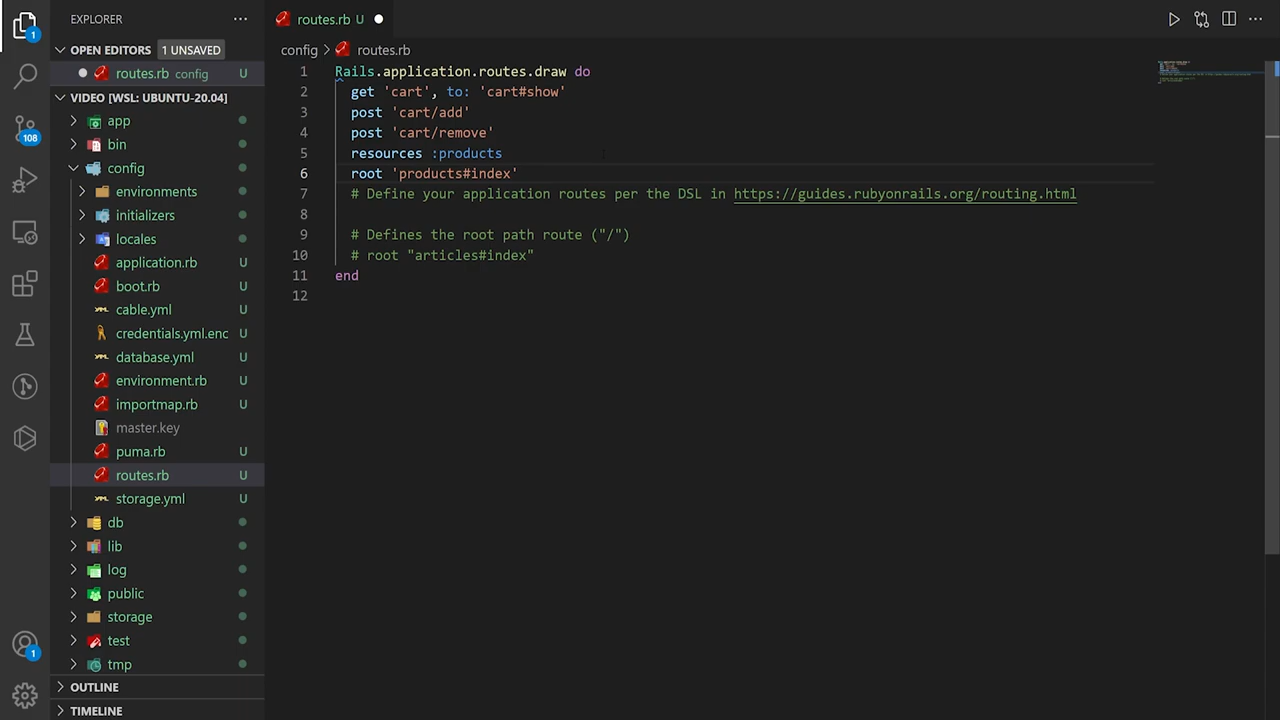 EXPLORER
OPEN EDITORS 1 UNSAVED
routes.rb config U
VIDEO [WSL: UBUNTU-20.04]
app
bin
config
environments
initializers
locales
application.rb U
boot.rb U
cable.yml U
credentials.yml.enc U
database.yml U
environment.rb U
importmap.rb U
master.key
puma.rb U
routes.rb U
storage.yml U
db
lib
log
public
storage
test
tmp
OUTLINE
TIMELINE
1
108
1
routes.rb U
config > routes.rb
1 Rails.application.routes.draw do
2 get 'cart', to: 'cart#show'
3 post 'cart/add'
4 post 'cart/remove'
5 resources :products
6 root 'products#index'
7 # Define your application routes per the DSL in https://guides.rubyonrails.org/routing.html
8
9 # Defines the root path route ("/")
10 # root "articles#index"
11 end
12